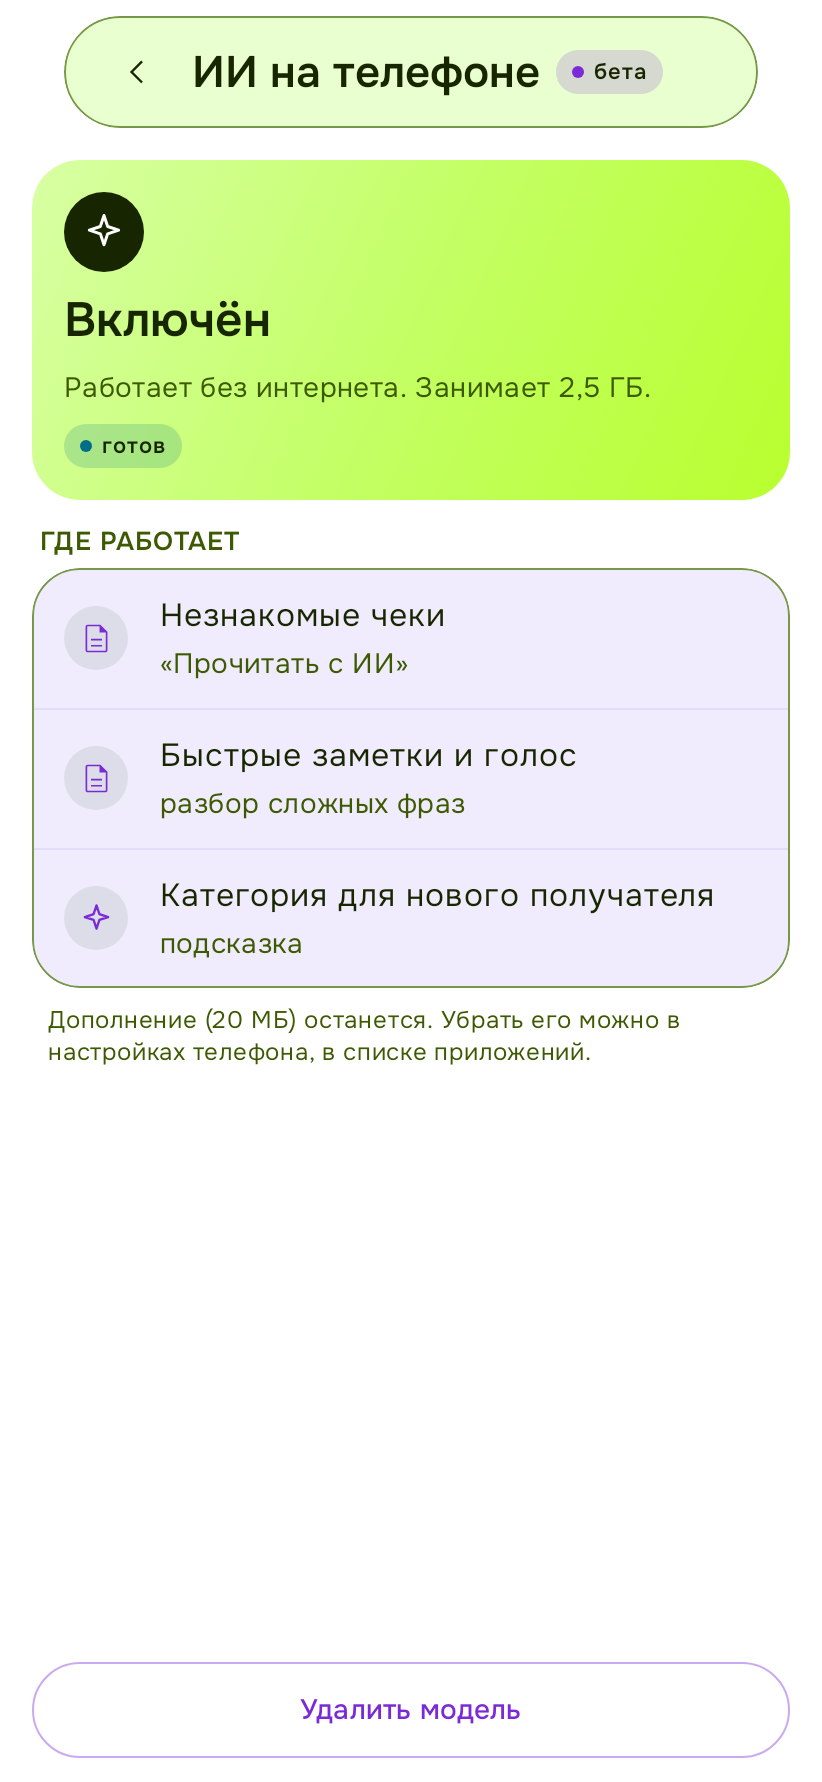 ИИ на телефоне
бета
Включён
Работает без интернета. Занимает 2,5 ГБ.
готов
ГДЕ РАБОТАЕТ
Незнакомые чеки
«Прочитать с ИИ»
Быстрые заметки и голос
разбор сложных фраз
Категория для нового получателя
подсказка
Дополнение (20 МБ) останется. Убрать его можно в
настройках телефона, в списке приложений.
Удалить модель